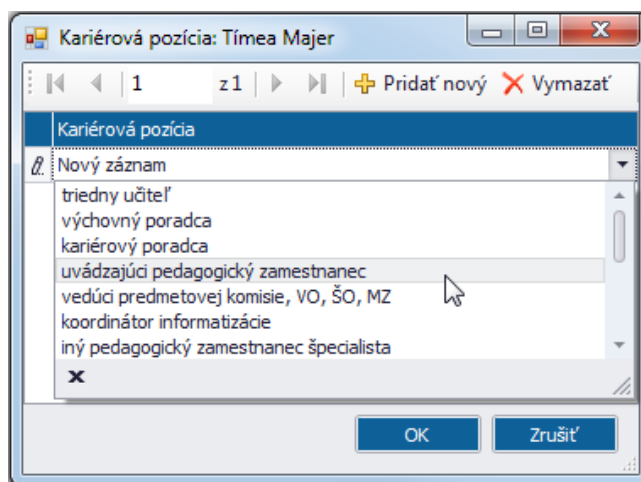 Kariérová pozícia: Tímea Majer
1 z 1 Pridať nový Vymazať
Kariérová pozícia
Nový záznam
triedny učiteľ
výchovný poradca
kariérový poradca
uvádzajúci pedagogický zamestnanec
vedúci predmetovej komisie, VO, ŠO, MZ
koordinátor informatizácie
iný pedagogický zamestnanec špecialista
OK Zrušiť